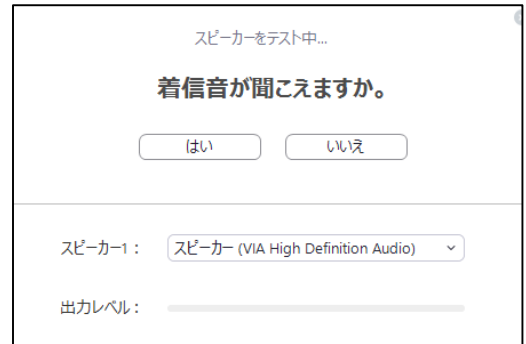 スピーカーをテスト中...
着信音が聞こえますか。
はい いいえ
スピーカー1： スピーカー (VIA High Definition Audio)
出力レベル：